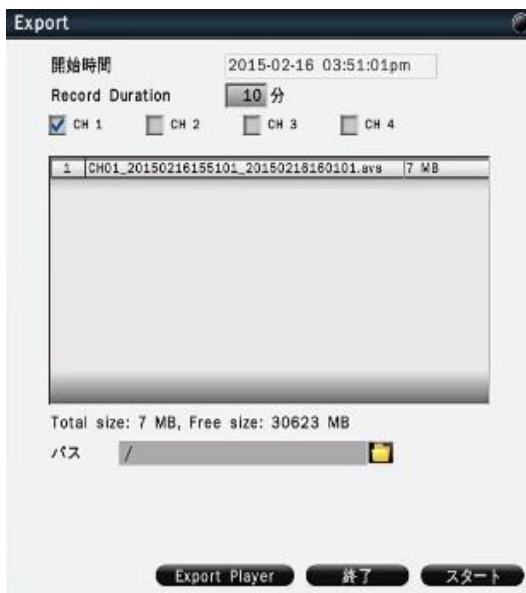 Export
開始時間 2015-02-16 03:51:01pm
Record Duration 10 分
CH 1 CH 2 CH 3 CH 4
1 CH01_20150216155101_20150216160101.avs 7 MB
Total size: 7 MB, Free size: 30623 MB
パス /
Export Player 終了 スタート